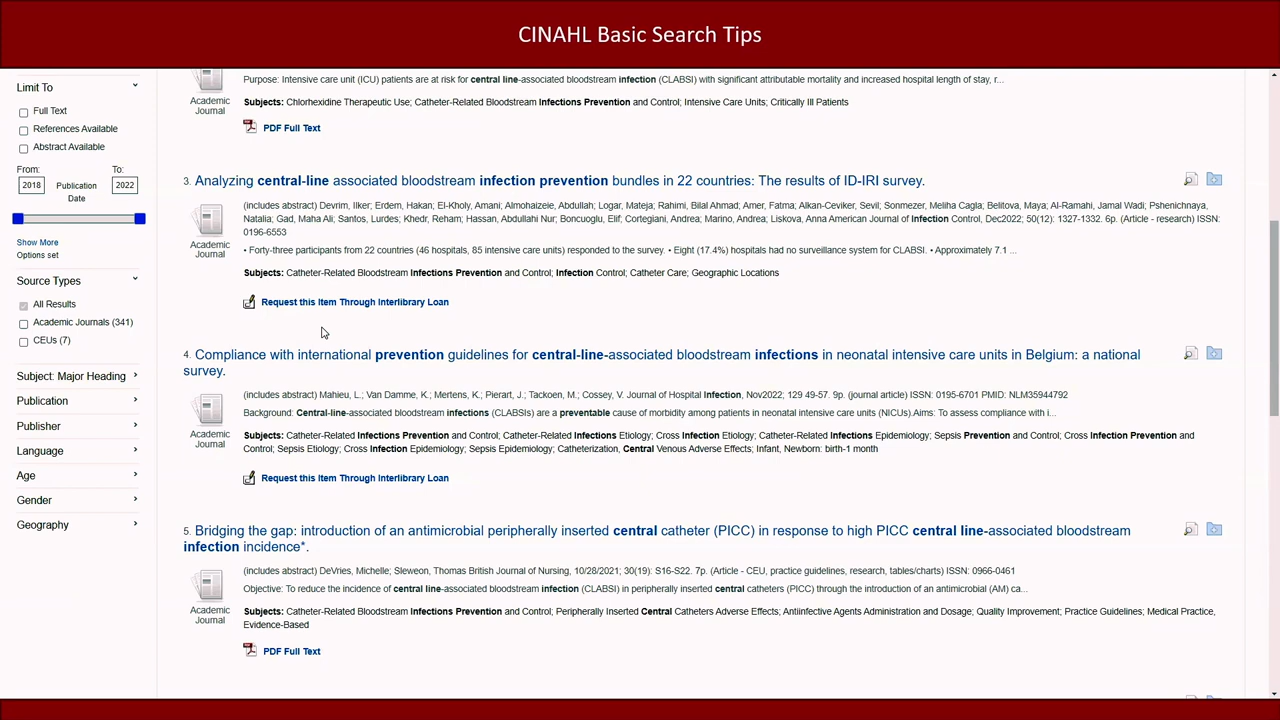 CINAHL Basic Search Tips
Limit To
Full Text
References Available
Abstract Available
From:
To:
2018
Publication
Date
2022
Show More
Options set
Source Types
All Results
Academic Journals (341)
CEUs (7)
Subject: Major Heading
Publication
Publisher
Language
Age
Gender
Geography
Purpose: Intensive care unit (ICU) patients are at risk for central line-associated bloodstream infection (CLABSI) with significant attributable mortality and increased hospital length of stay, r...
Academic
Journal
Subjects: Chlorhexidine Therapeutic Use; Catheter-Related Bloodstream Infections Prevention and Control; Intensive Care Units; Critically Ill Patients
PDF Full Text
3. Analyzing central-line associated bloodstream infection prevention bundles in 22 countries: The results of ID-IRI survey.
(includes abstract) Devrim, Ilker; Erdem, Hakan; El-Kholy, Amani; Almohaizeie, Abdullah; Logar, Mateja; Rahimi, Bilal Ahmad; Amer, Fatma; Alkan-Ceviker, Sevil; Sonmezer, Meliha Cagla; Belitova, Maya; Al-Ramahi, Jamal Wadi; Pshenichnaya,
Natalia; Gad, Maha Ali; Santos, Lurdes; Khedr, Reham; Hassan, Abdullahi Nur; Boncuoglu, Elif; Cortegiani, Andrea; Marino, Andrea; Liskova, Anna American Journal of Infection Control, Dec2022; 50(12): 1327-1332. 6p. (Article - research) ISSN:
0196-6553
Academic
Journal
• Forty-three participants from 22 countries (46 hospitals, 85 intensive care units) responded to the survey. • Eight (17.4%) hospitals had no surveillance system for CLABSI. • Approximately 7.1 ...
Subjects: Catheter-Related Bloodstream Infections Prevention and Control; Infection Control; Catheter Care; Geographic Locations
Request this Item Through Interlibrary Loan
4. Compliance with international prevention guidelines for central-line-associated bloodstream infections in neonatal intensive care units in Belgium: a national
survey.
(includes abstract) Mahieu, L.; Van Damme, K.; Mertens, K.; Pierart, J.; Tackoen, M.; Cossey, V. Journal of Hospital Infection, Nov2022; 129 49-57. 9p. (journal article) ISSN: 0195-6701 PMID: NLM35944792
Background: Central-line-associated bloodstream infections (CLABSIs) are a preventable cause of morbidity among patients in neonatal intensive care units (NICUs).Aims: To assess compliance with i...
Academic
Journal
Subjects: Catheter-Related Infections Prevention and Control; Catheter-Related Infections Etiology; Cross Infection Etiology; Catheter-Related Infections Epidemiology; Sepsis Prevention and Control; Cross Infection Prevention and
Control; Sepsis Etiology; Cross Infection Epidemiology; Sepsis Epidemiology; Catheterization, Central Venous Adverse Effects; Infant, Newborn: birth-1 month
Request this Item Through Interlibrary Loan
5. Bridging the gap: introduction of an antimicrobial peripherally inserted central catheter (PICC) in response to high PICC central line-associated bloodstream
infection incidence*.
(includes abstract) DeVries, Michelle; Sleweon, Thomas British Journal of Nursing, 10/28/2021; 30(19): S16-S22. 7p. (Article - CEU, practice guidelines, research, tables/charts) ISSN: 0966-0461
Objective: To reduce the incidence of central line-associated bloodstream infection (CLABSI) in peripherally inserted central catheters (PICC) through the introduction of an antimicrobial (AM) ca...
Academic
Journal
Subjects: Catheter-Related Bloodstream Infections Prevention and Control; Peripherally Inserted Central Catheters Adverse Effects; Antiinfective Agents Administration and Dosage; Quality Improvement; Practice Guidelines; Medical Practice,
Evidence-Based
PDF Full Text